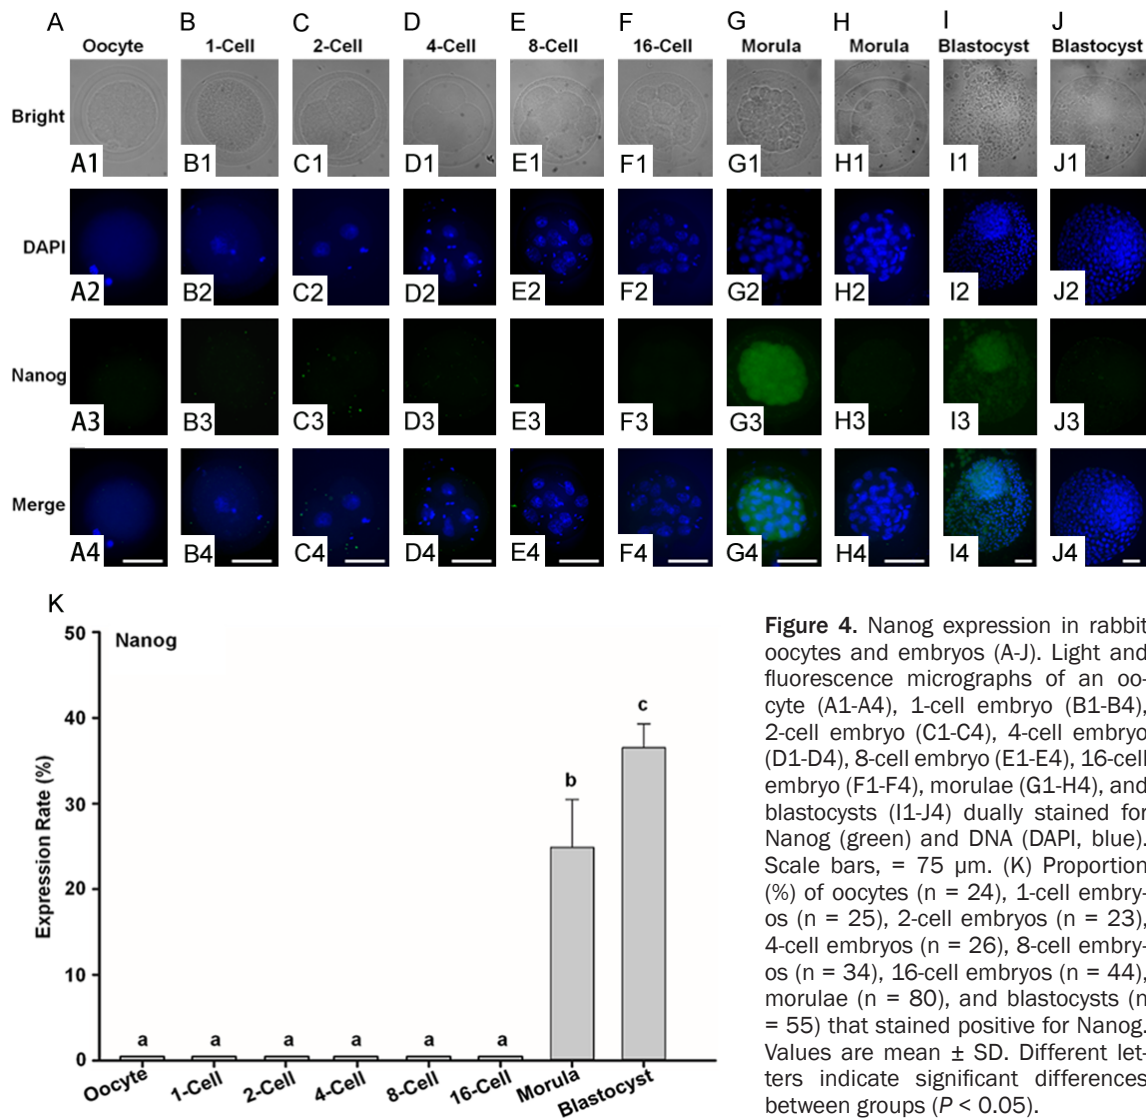 A B C D E F G H I J
Oocyte 1-Cell 2-Cell 4-Cell 8-Cell 16-Cell Morula Morula Blastocyst Blastocyst
Bright
A1 B1 C1 D1 E1 F1 G1 H1 I1 J1
DAPI
A2 B2 C2 D2 E2 F2 G2 H2 I2 J2
Nanog
A3 B3 C3 D3 E3 F3 G3 H3 I3 J3
Merge
A4 B4 C4 D4 E4 F4 G4 H4 I4 J4
K
Nanog
Expression Rate (%)
50
40
30
20
10
0
a a a a a a b c
Oocyte 1-Cell 2-Cell 4-Cell 8-Cell 16-Cell Morula Blastocyst
Figure 4. Nanog expression in rabbit
oocytes and embryos (A-J). Light and
fluorescence micrographs of an oo-
cyte (A1-A4), 1-cell embryo (B1-B4),
2-cell embryo (C1-C4), 4-cell embryo
(D1-D4), 8-cell embryo (E1-E4), 16-cell
embryo (F1-F4), morulae (G1-H4), and
blastocysts (I1-J4) dually stained for
Nanog (green) and DNA (DAPI, blue).
Scale bars, = 75 µm. (K) Proportion
(%) of oocytes (n = 24), 1-cell embry-
os (n = 25), 2-cell embryos (n = 23),
4-cell embryos (n = 26), 8-cell embry-
os (n = 34), 16-cell embryos (n = 44),
morulae (n = 80), and blastocysts (n
= 55) that stained positive for Nanog.
Values are mean ± SD. Different let-
ters indicate significant differences
between groups (P < 0.05).